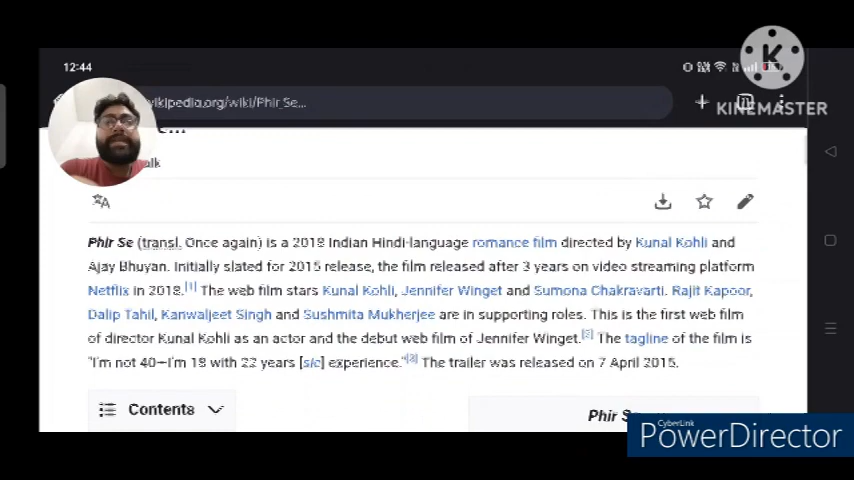 12:44
KINEMASTER
wikipedia.org/wiki/Phir_Se...
Phir Se (transl. Once again) is a 2018 Indian Hindi-language romance film directed by Kunal Kohli and
Ajay Bhuyan. Initially slated for 2015 release, the film released after 3 years on video streaming platform
Netflix in 2018.[1] The web film stars Kunal Kohli, Jennifer Winget and Sumona Chakravarti. Rajit Kapoor,
Dalip Tahil, Kanwaljeet Singh and Sushmita Mukherjee are in supporting roles. This is the first web film
of director Kunal Kohli as an actor and the debut web film of Jennifer Winget.[2] The tagline of the film is
"I'm not 40—I'm 18 with 22 years [sic] experience."[3] The trailer was released on 7 April 2015.
Contents
Phir
CyberLink
PowerDirector